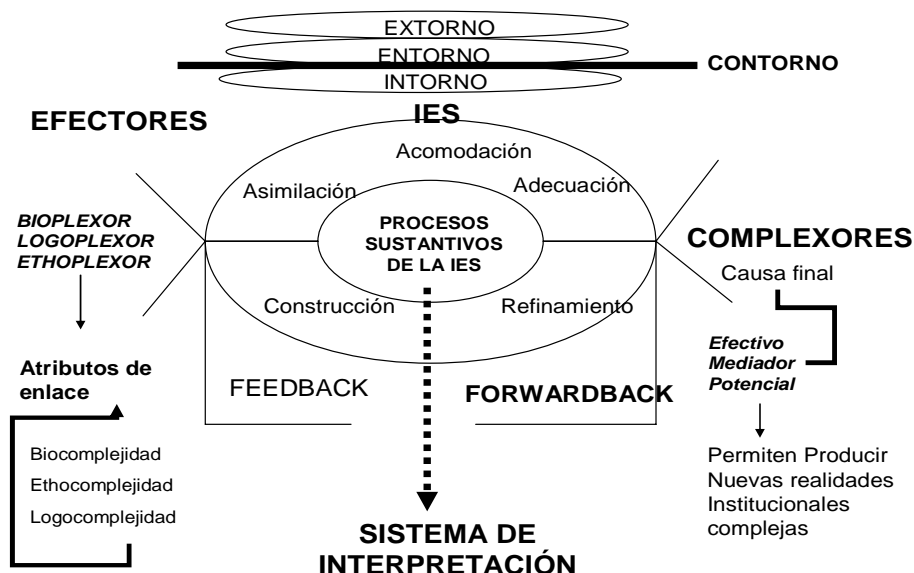 EXTORNO
ENTORNO
CONTORNO
INTORNO
IES
EFECTORES
Acomodación
Asimilación
Adecuación
BIOPLEXOR
LOGOPLEXOR
ETHOPLEXOR
PROCESOS
SUSTANTIVOS
DE LA IES
COMPLEXORES
Causa final
Construcción
Refinamiento
Efectivo
Mediador
Potencial
Atributos de
enlace
FEEDBACK
FORWARDBACK
Biocomplejidad
Ethocomplejidad
Logocomplejidad
Permiten Producir
Nuevas realidades
Institucionales
complejas
SISTEMA DE
INTERPRETACIÓN